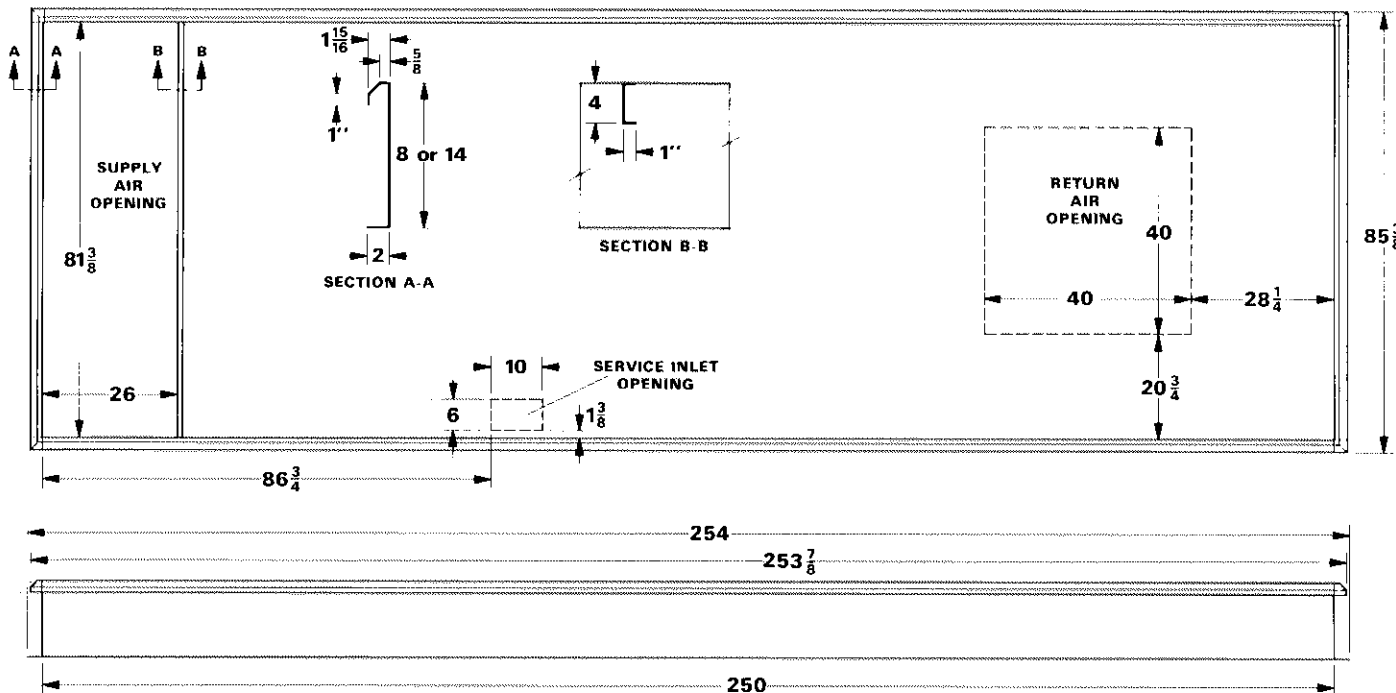 A A B B
1 15/16
5/8
1"
8 or 14
2
SECTION A-A
4
1"
SECTION B-B
SUPPLY
AIR
OPENING
81 3/8
26
RETURN
AIR
OPENING
40
40
28 1/4
20 3/4
85
10
SERVICE INLET
OPENING
6
1 3/8
86 3/4
254
253 7/8
250